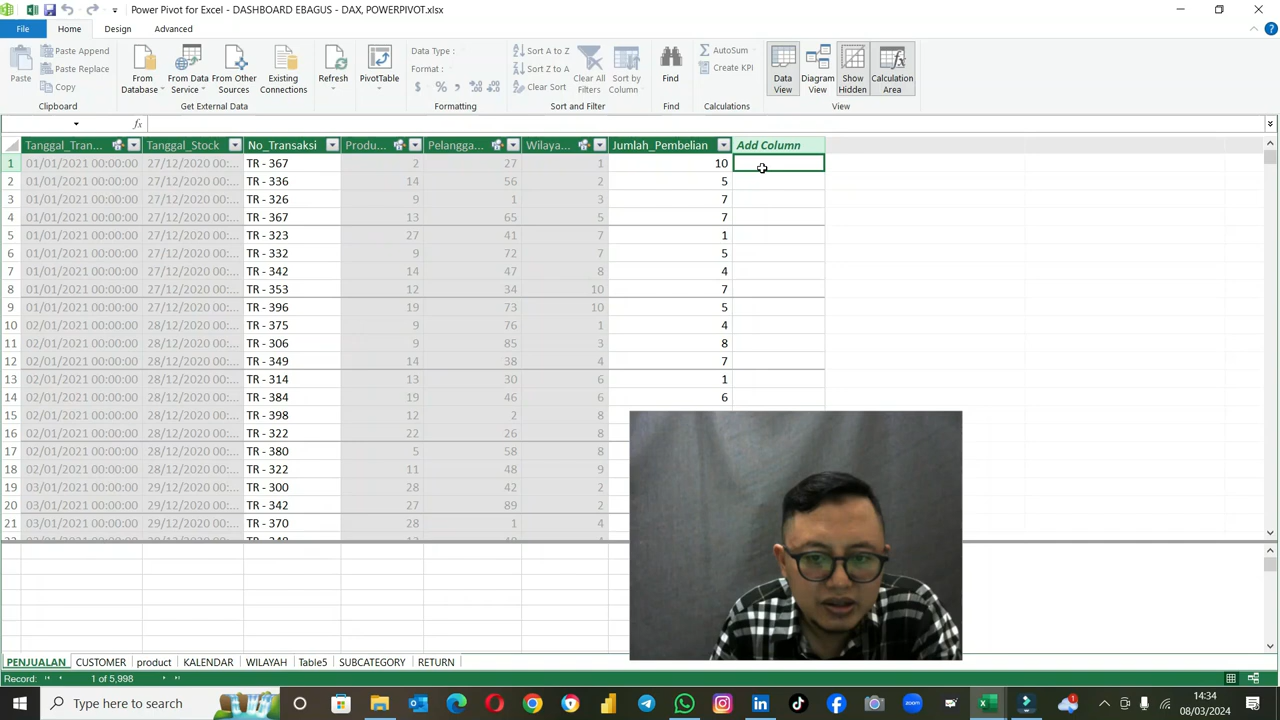 Power Pivot for Excel - DASHBOARD EBAGUS - DAX, POWERPIVOT.xlsx
File Home Design Advanced
Paste
Paste Append
Paste Replace
Copy
Clipboard
From Database
From Data Service
From Other Sources
Existing Connections
Get External Data
Refresh
PivotTable
Data Type :
Format :
$ % ,
Formatting
Sort A to Z
Sort Z to A
Clear Sort
Clear All Filters
Sort by Column
Sort and Filter
Find
Find
AutoSum
Create KPI
Calculations
Data View
Diagram View
Show Hidden
Calculation Area
View
fx
Tanggal_Tran... Tanggal_Stock No_Transaksi Produ... Pelangga... Wilaya... Jumlah_Pembelian Add Column
1 01/01/2021 00:00:00 27/12/2020 00:... TR - 367 2 27 1 10
2 01/01/2021 00:00:00 27/12/2020 00:... TR - 336 14 56 2 5
3 01/01/2021 00:00:00 27/12/2020 00:... TR - 326 9 1 3 7
4 01/01/2021 00:00:00 27/12/2020 00:... TR - 367 13 65 5 7
5 01/01/2021 00:00:00 27/12/2020 00:... TR - 323 27 41 7 1
6 01/01/2021 00:00:00 27/12/2020 00:... TR - 332 9 72 7 5
7 01/01/2021 00:00:00 27/12/2020 00:... TR - 342 14 47 8 4
8 01/01/2021 00:00:00 27/12/2020 00:... TR - 353 12 34 10 7
9 01/01/2021 00:00:00 27/12/2020 00:... TR - 396 19 73 10 5
10 02/01/2021 00:00:00 28/12/2020 00:... TR - 375 9 76 1 4
11 02/01/2021 00:00:00 28/12/2020 00:... TR - 306 9 85 3 8
12 02/01/2021 00:00:00 28/12/2020 00:... TR - 349 14 38 4 7
13 02/01/2021 00:00:00 28/12/2020 00:... TR - 314 13 30 6 1
14 02/01/2021 00:00:00 28/12/2020 00:... TR - 384 19 46 6 6
15 02/01/2021 00:00:00 28/12/2020 00:... TR - 398 12 2 8
16 02/01/2021 00:00:00 28/12/2020 00:... TR - 322 22 26 8
17 02/01/2021 00:00:00 28/12/2020 00:... TR - 380 5 58 8
18 02/01/2021 00:00:00 28/12/2020 00:... TR - 322 11 48 9
19 03/01/2021 00:00:00 29/12/2020 00:... TR - 300 28 42 2
20 03/01/2021 00:00:00 29/12/2020 00:... TR - 342 27 89 2
21 03/01/2021 00:00:00 29/12/2020 00:... TR - 370 28 1 4
PENJUALAN CUSTOMER product KALENDAR WILAYAH Table5 SUBCATEGORY RETURN
Record: 1 of 5,998
Type here to search
14:34
08/03/2024